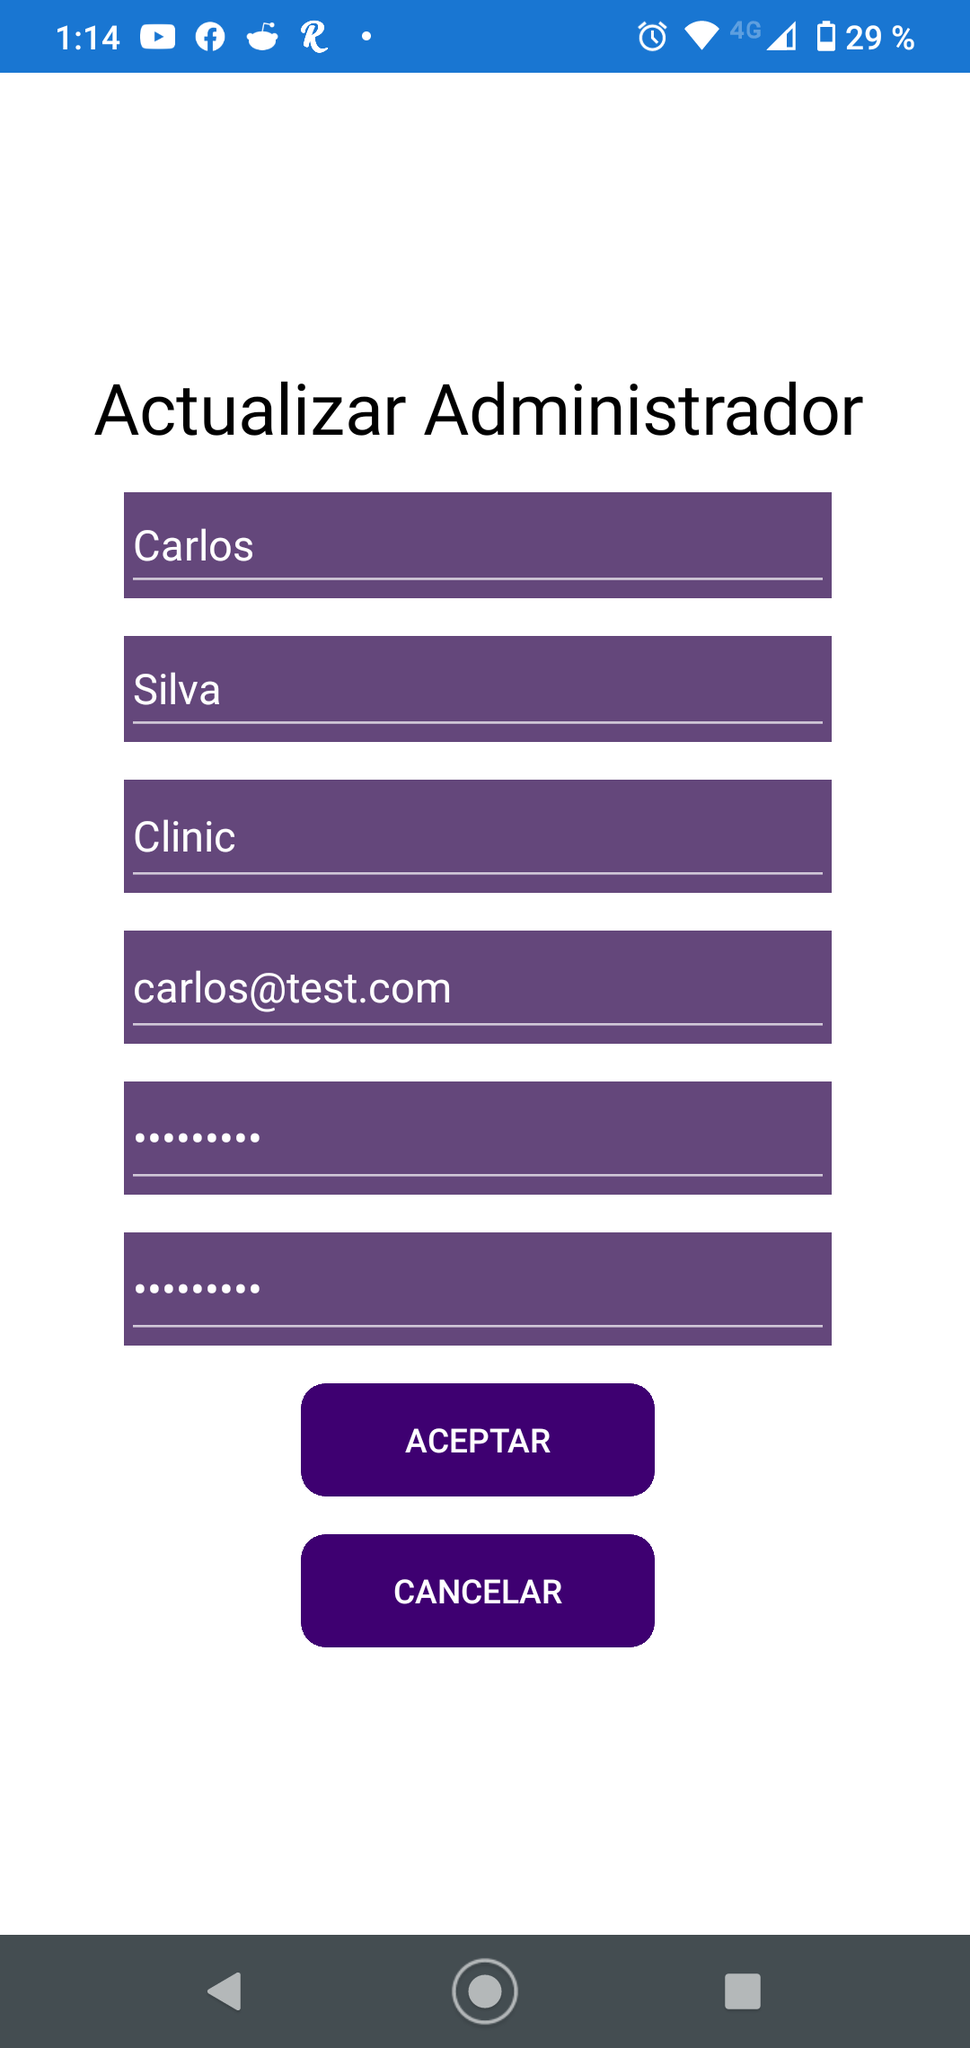 1:14 4G 29 %
Actualizar Administrador
Carlos
Silva
Clinic
carlos@test.com
•••••••••
•••••••••
ACEPTAR
CANCELAR